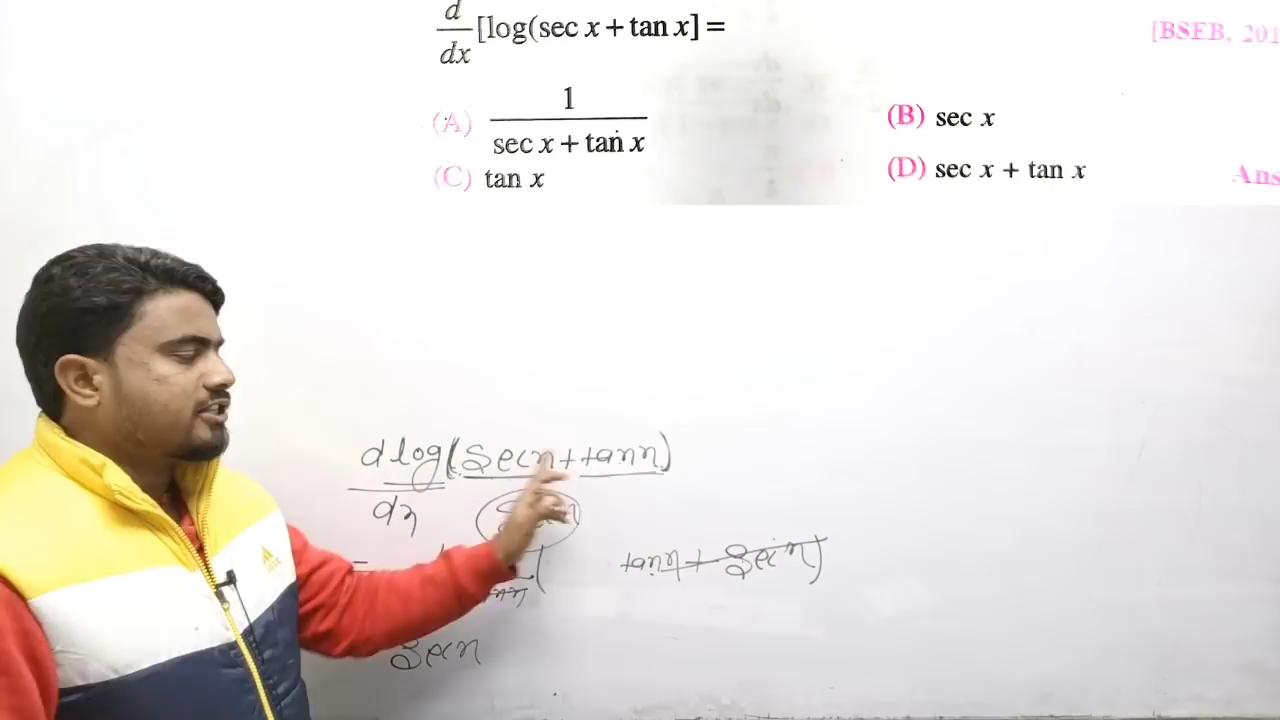 d/dx [log(sec x + tan x] =
[BSEB, 201
(A) 1/(sec x + tan x) (B) sec x
(C) tan x (D) sec x + tan x
Ans
d log(Secx + tanx)
dx
=
tanx + Secx)
Secx